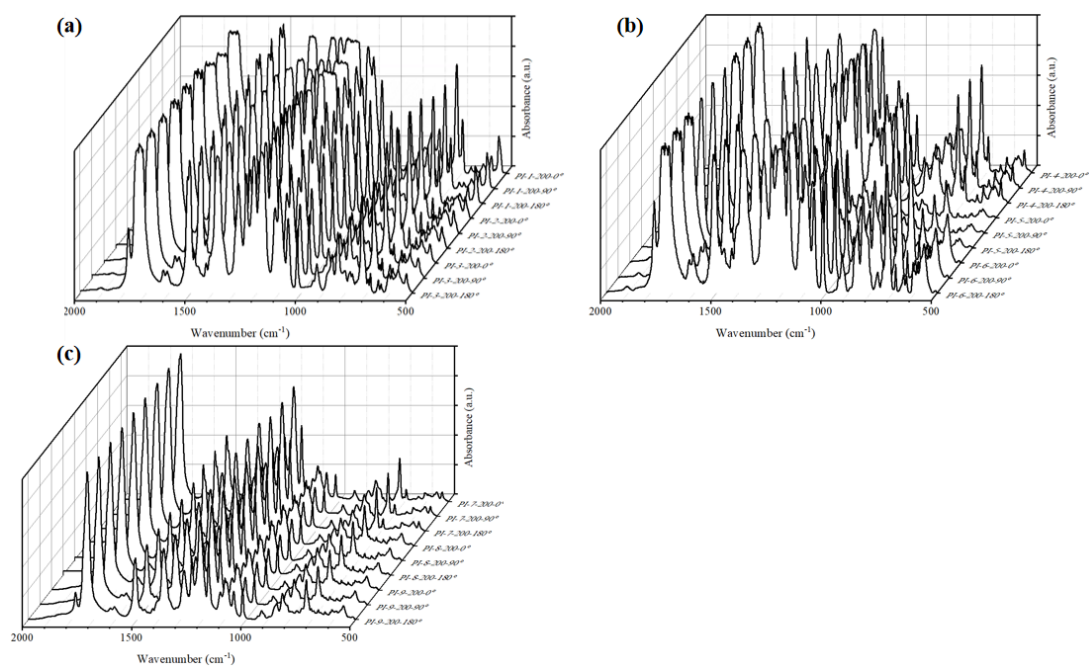 (a)
Absorbance (a.u.)
PI-1-200-0°
PI-1-200-90°
PI-1-200-180°
PI-2-200-0°
PI-2-200-90°
PI-2-200-180°
PI-3-200-0°
PI-3-200-90°
PI-3-200-180°
2000
1500
1000
500
Wavenumber (cm⁻¹)
(b)
Absorbance (a.u.)
PI-4-200-0°
PI-4-200-90°
PI-4-200-180°
PI-5-200-0°
PI-5-200-90°
PI-5-200-180°
PI-6-200-0°
PI-6-200-90°
PI-6-200-180°
2000
1500
1000
500
Wavenumber (cm⁻¹)
(c)
Absorbance (a.u.)
PI-7-200-0°
PI-7-200-90°
PI-7-200-180°
PI-8-200-0°
PI-8-200-90°
PI-8-200-180°
PI-9-200-0°
PI-9-200-90°
PI-9-200-180°
2000
1500
1000
500
Wavenumber (cm⁻¹)